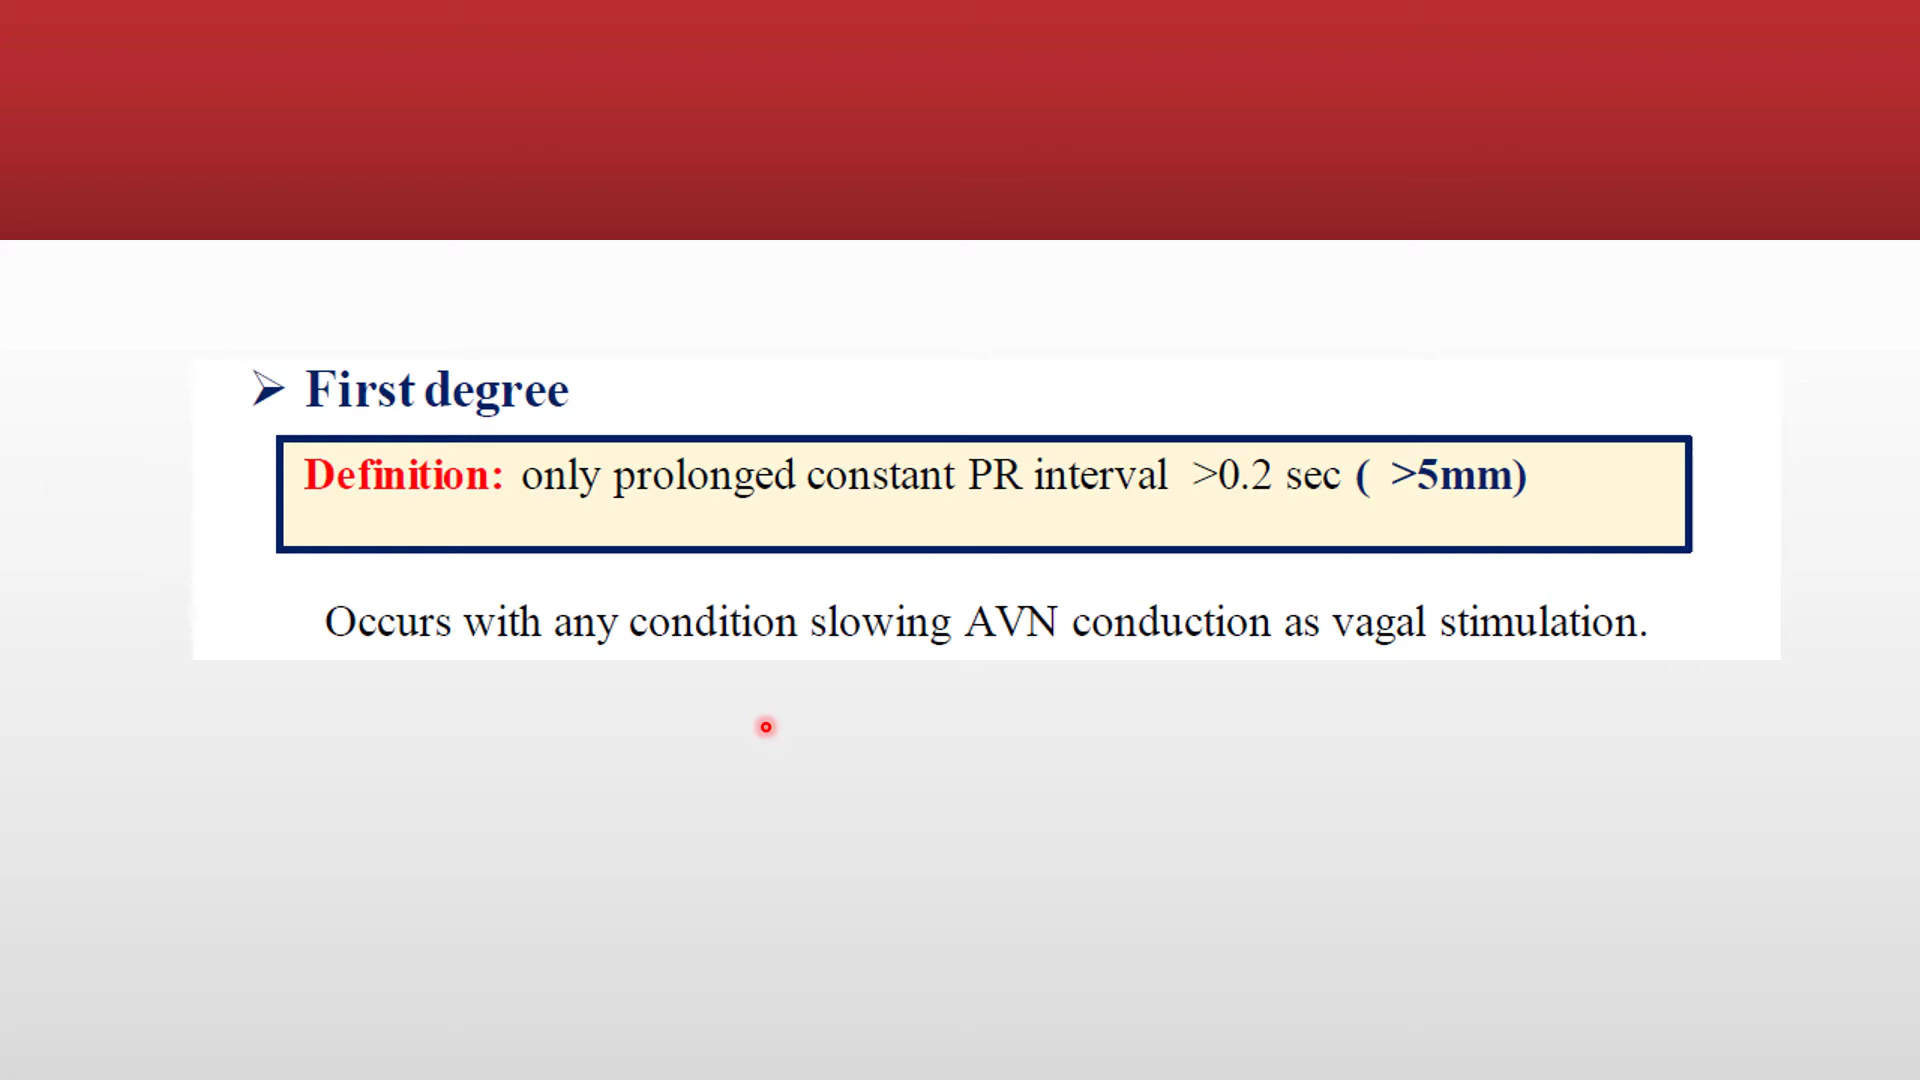 First degree
Definition: only prolonged constant PR interval >0.2 sec ( >5mm)
Occurs with any condition slowing AVN conduction as vagal stimulation.